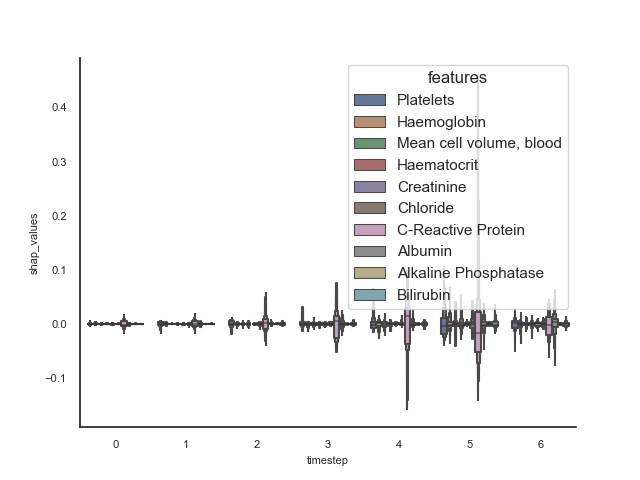 features
Platelets
Haemoglobin
Mean cell volume, blood
Haematocrit
Creatinine
Chloride
C-Reactive Protein
Albumin
Alkaline Phosphatase
Bilirubin
shap_values
0.4
0.3
0.2
0.1
0.0
−0.1
0 1 2 3 4 5 6
timestep